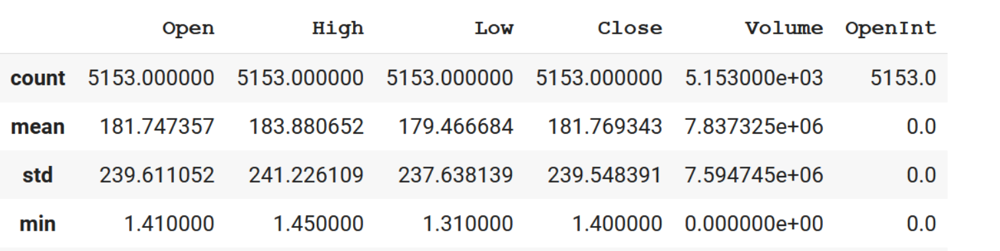 Open High Low Close Volume OpenInt
count 5153.000000 5153.000000 5153.000000 5153.000000 5.153000e+03 5153.0
mean 181.747357 183.880652 179.466684 181.769343 7.837325e+06 0.0
std 239.611052 241.226109 237.638139 239.548391 7.594745e+06 0.0
min 1.410000 1.450000 1.310000 1.400000 0.000000e+00 0.0